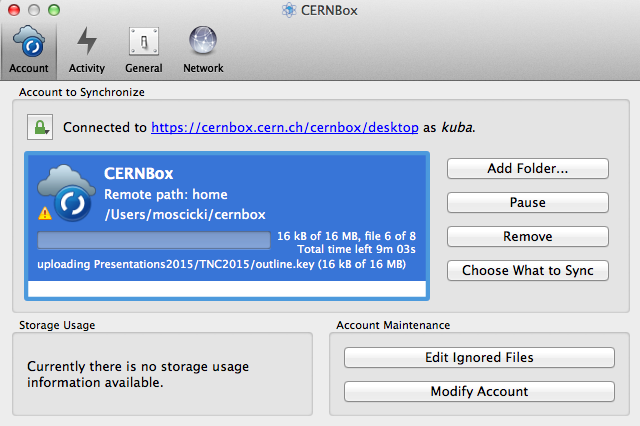 CERNBox
Account
Activity
General
Network
Account to Synchronize
Connected to https://cernbox.cern.ch/cernbox/desktop as kuba.
CERNBox
Remote path: home
/Users/moscicki/cernbox
16 kB of 16 MB, file 6 of 8
Total time left 9m 03s
uploading Presentations2015/TNC2015/outline.key (16 kB of 16 MB)
Add Folder...
Pause
Remove
Choose What to Sync
Storage Usage
Currently there is no storage usage
information available.
Account Maintenance
Edit Ignored Files
Modify Account